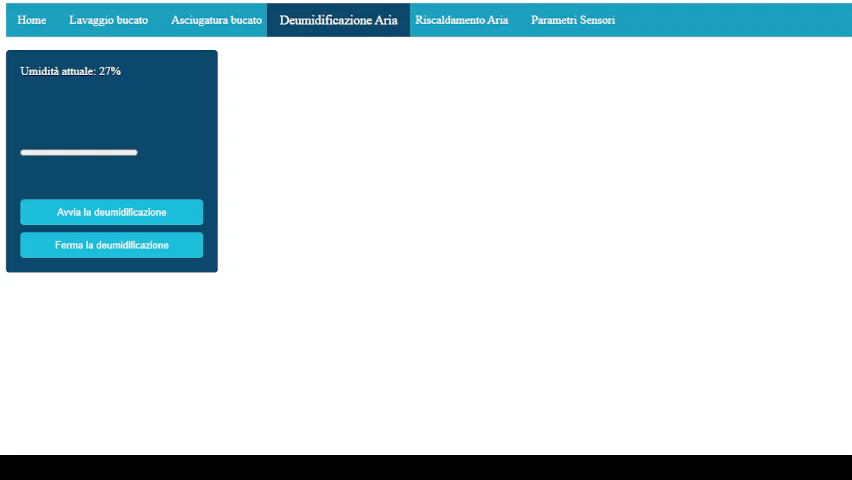 Home Lavaggio bucato Asciugatura bucato Deumidificazione Aria Riscaldamento Aria Parametri Sensori
Umidità attuale: 27%
Avvia la deumidificazione
Ferma la deumidificazione